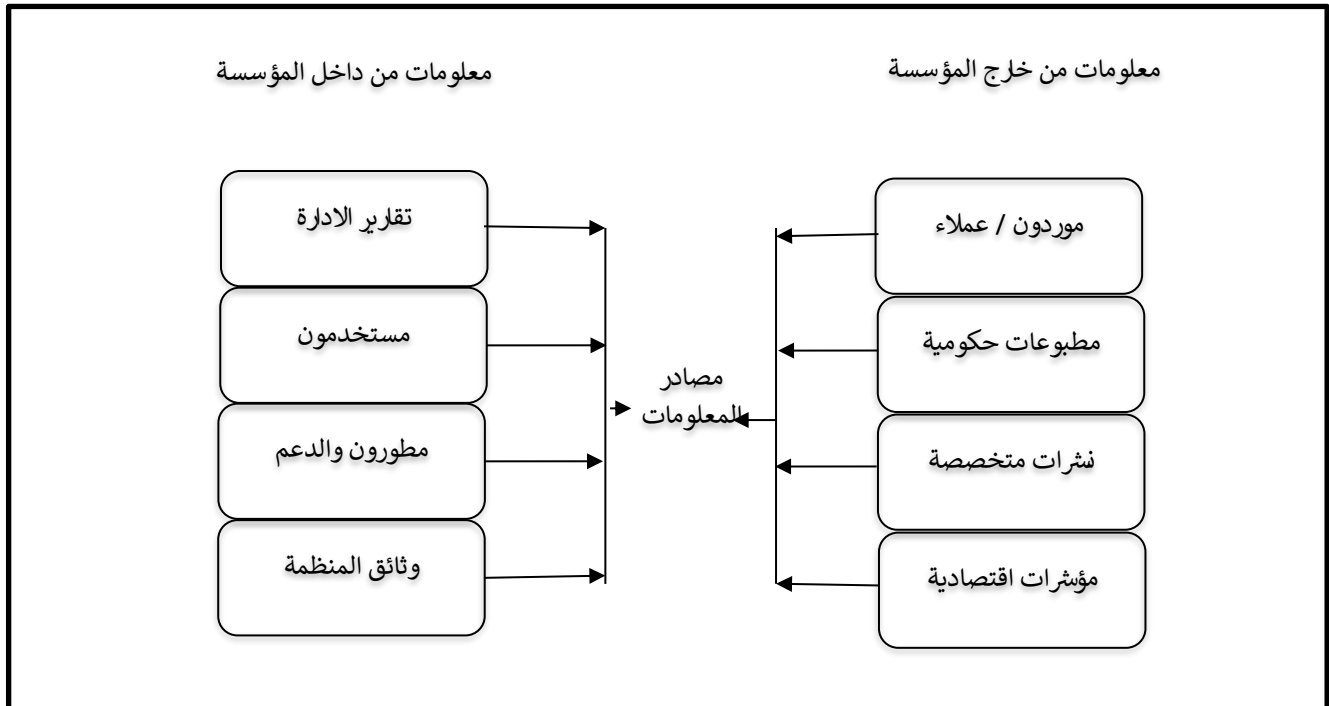 معلومات من خارج المؤسسة
معلومات من داخل المؤسسة
موردون / عملاء
مطبوعات حكومية
نشرات متخصصة
مؤشرات اقتصادية
مصادر
المعلومات
تقارير الادارة
مستخدمون
مطورون والدعم
وثائق المنظمة